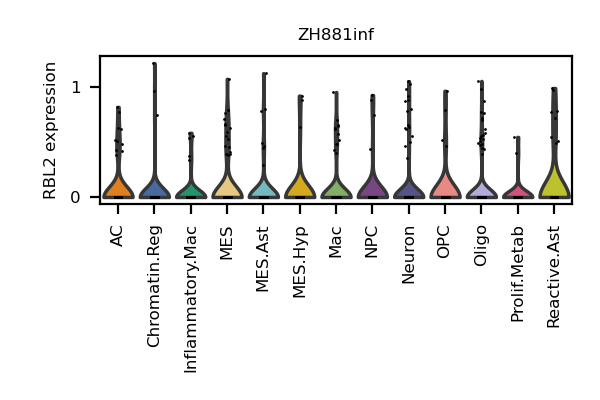 ZH881inf
RBL2 expression
1
0
AC
Chromatin.Reg
Inflammatory.Mac
MES
MES.Ast
MES.Hyp
Mac
NPC
Neuron
OPC
Oligo
Prolif.Metab
Reactive.Ast